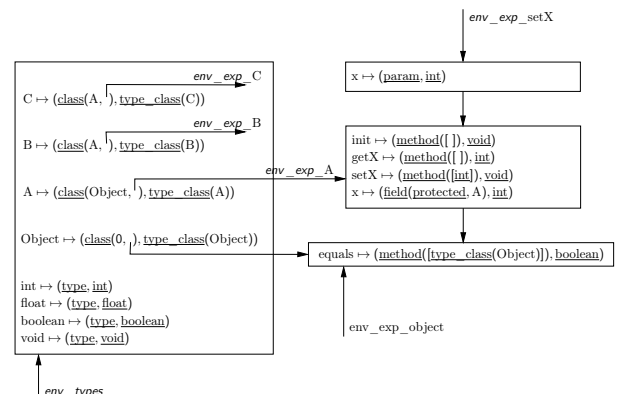 env_exp_setX
env_exp_C
C ↦ (class(A, ), type_class(C))
env_exp_B
B ↦ (class(A, ), type_class(B))
env_exp_A
A ↦ (class(Object, ), type_class(A))
Object ↦ (class(0, ), type_class(Object))
int ↦ (type, int)
float ↦ (type, float)
boolean ↦ (type, boolean)
void ↦ (type, void)
env_types
x ↦ (param, int)
init ↦ (method([ ]), void)
getX ↦ (method([ ]), int)
setX ↦ (method([int]), void)
x ↦ (field(protected, A), int)
equals ↦ (method([type_class(Object)]), boolean)
env_exp_object